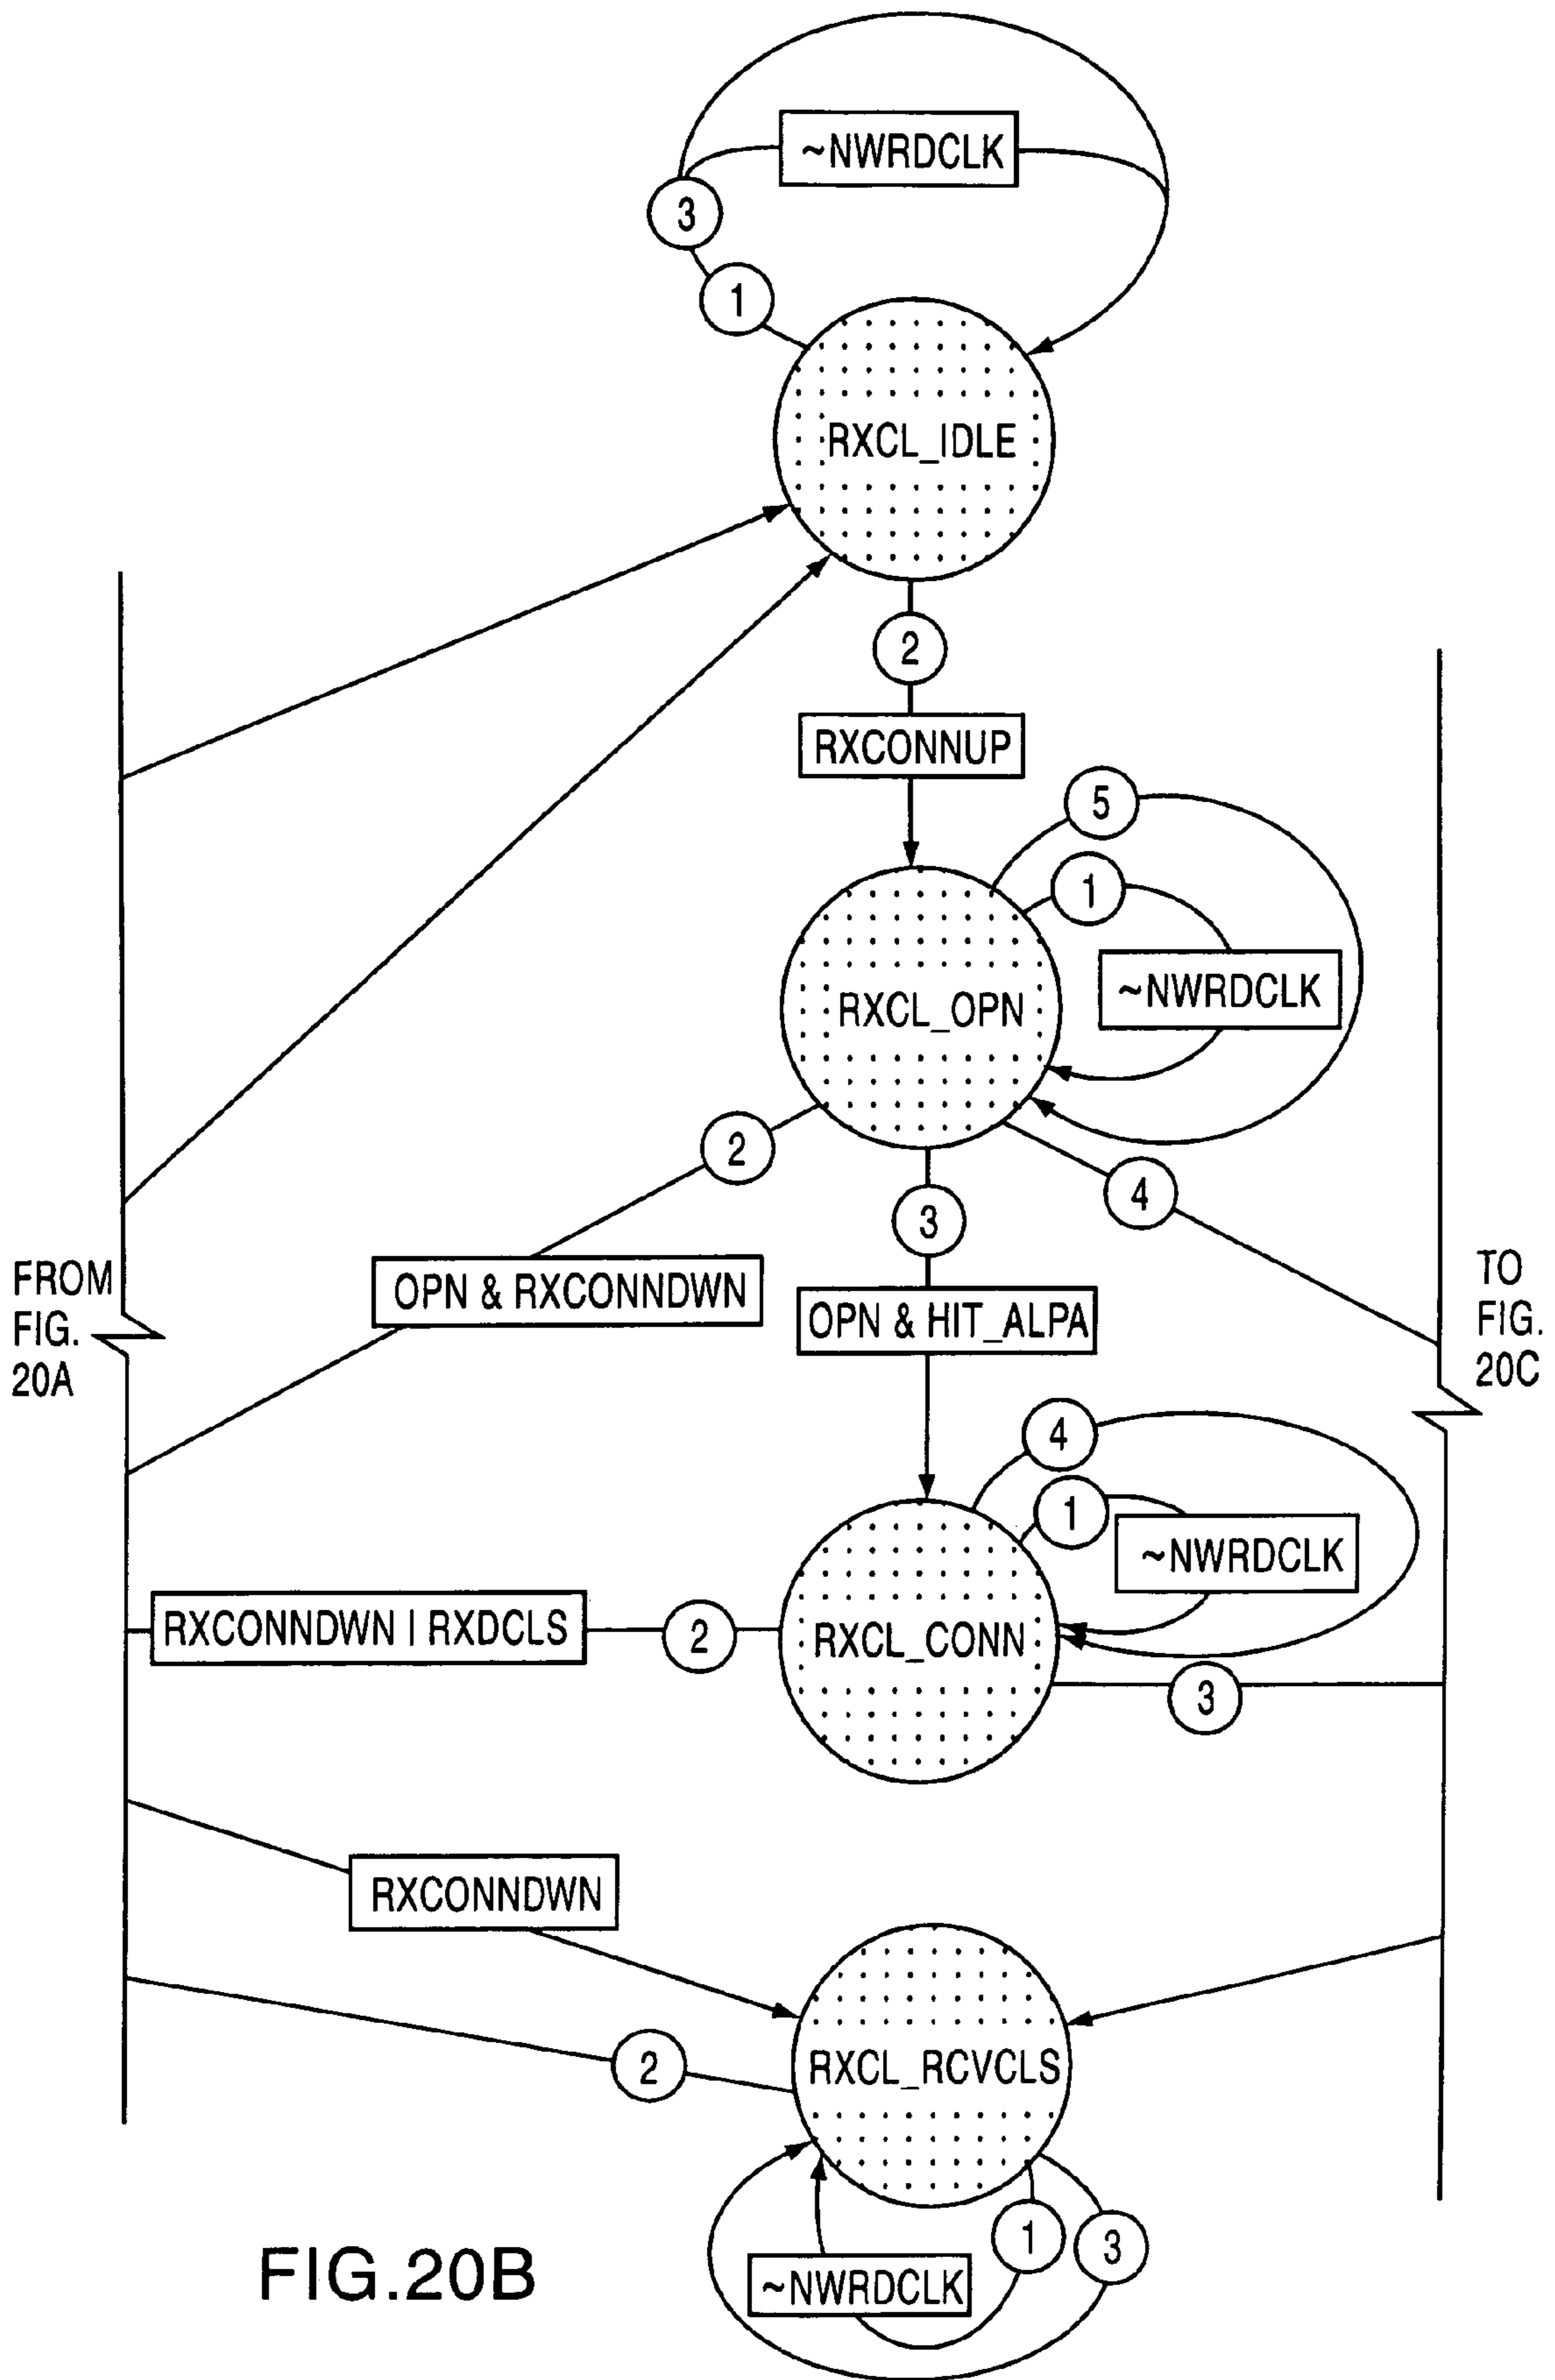 ~NWRDCLK
3
1
RXCL_IDLE
2
RXCONNUP
5
1
~NWRDCLK
RXCL_OPN
2
4
3
OPN & RXCONNDWN
OPN & HIT_ALPA
FROM
FIG.
20A
TO
FIG.
20C
4
1
~NWRDCLK
RXCONNDWN | RXDCLS
2
RXCL_CONN
3
RXCONNDWN
2
RXCL_RCVCLS
1
3
~NWRDCLK
FIG.20B